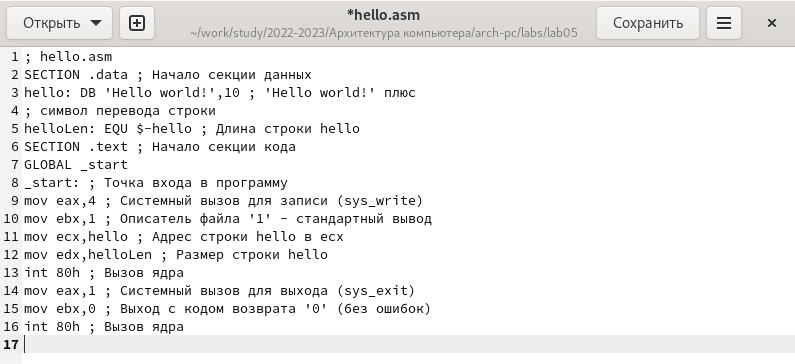 Открыть
*hello.asm
~/work/study/2022-2023/Архитектура компьютера/arch-pc/labs/lab05
Сохранить
1 ; hello.asm
2 SECTION .data ; Начало секции данных
3 hello: DB 'Hello world!',10 ; 'Hello world!' плюс
4 ; символ перевода строки
5 helloLen: EQU $-hello ; Длина строки hello
6 SECTION .text ; Начало секции кода
7 GLOBAL _start
8 _start: ; Точка входа в программу
9 mov eax,4 ; Системный вызов для записи (sys_write)
10 mov ebx,1 ; Описатель файла '1' - стандартный вывод
11 mov ecx,hello ; Адрес строки hello в ecx
12 mov edx,helloLen ; Размер строки hello
13 int 80h ; Вызов ядра
14 mov eax,1 ; Системный вызов для выхода (sys_exit)
15 mov ebx,0 ; Выход с кодом возврата '0' (без ошибок)
16 int 80h ; Вызов ядра
17